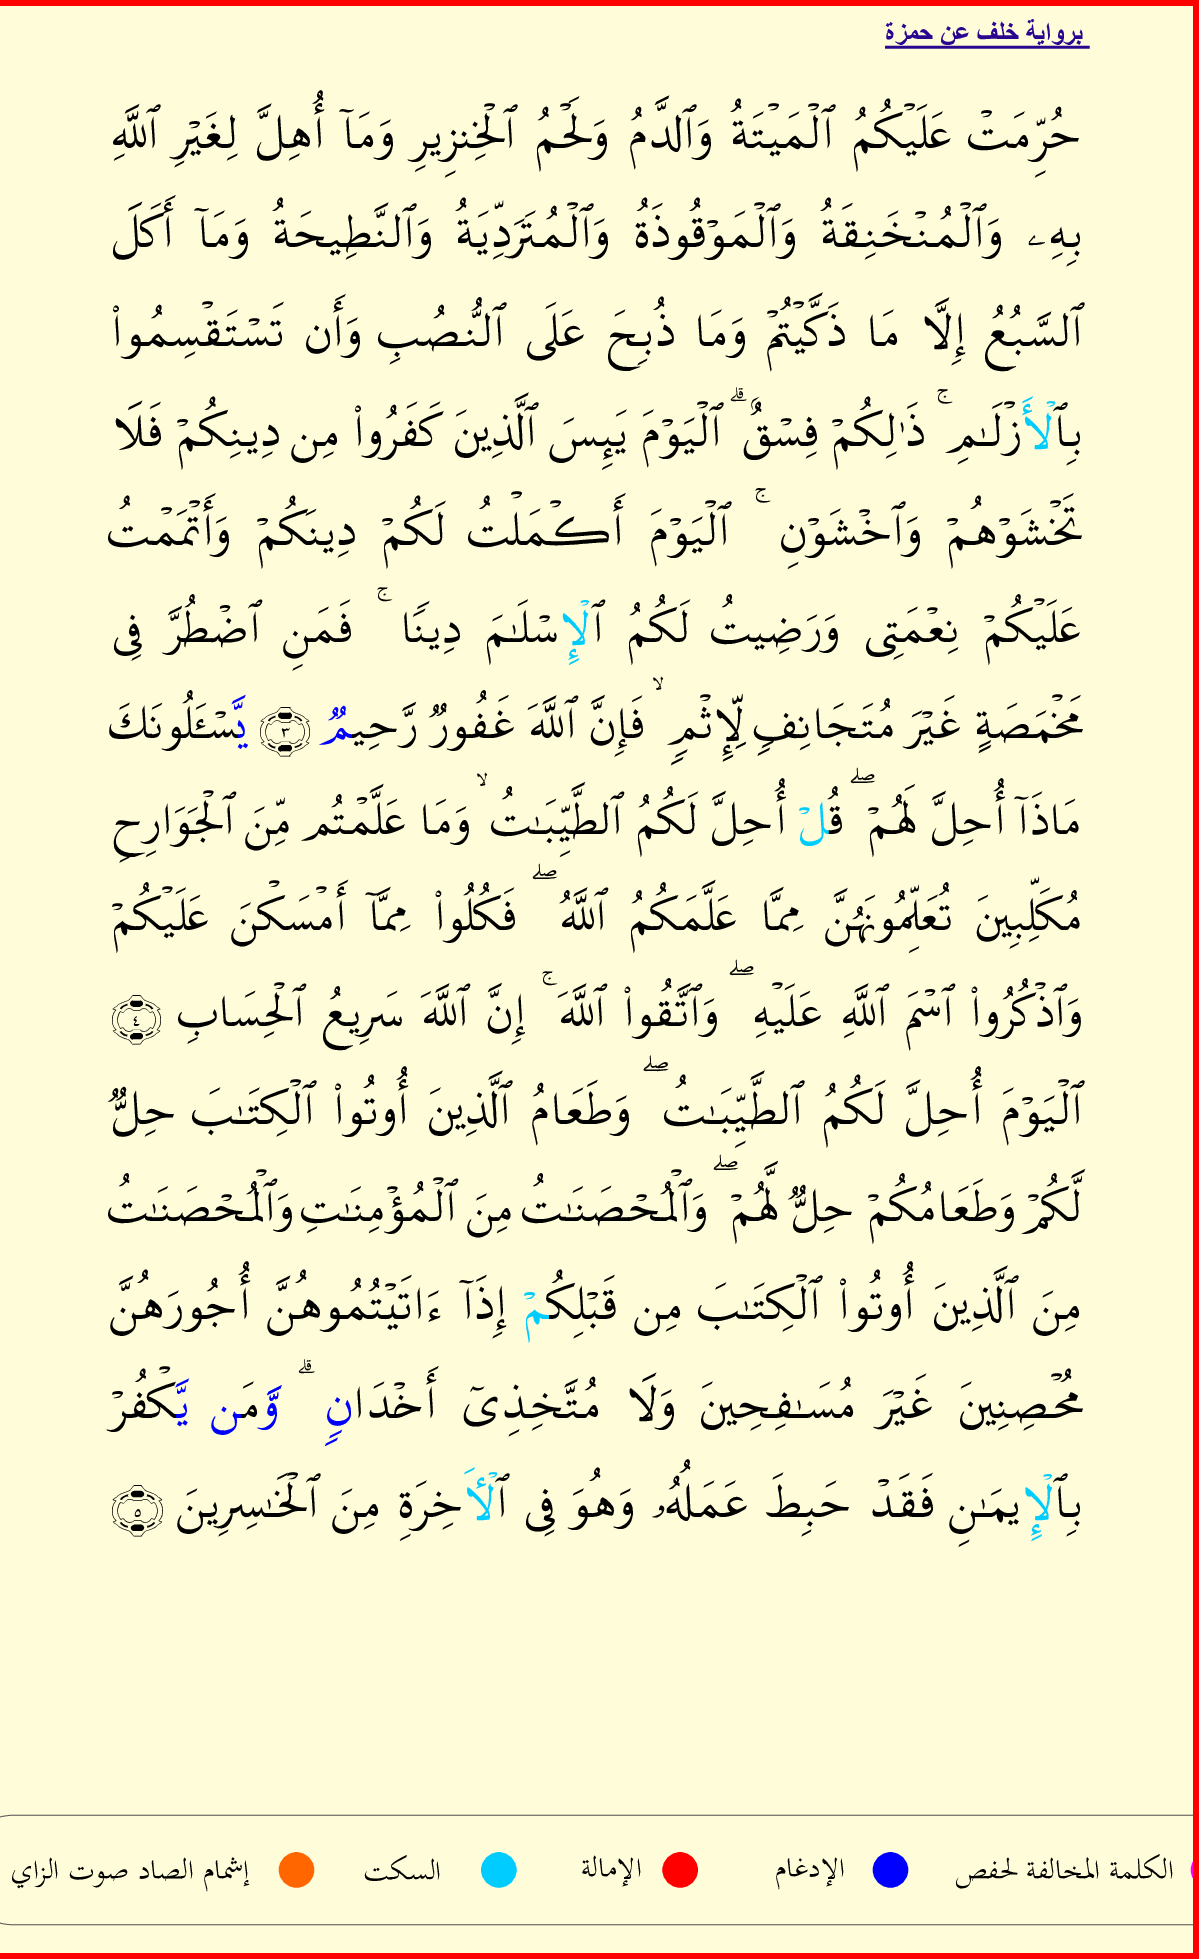 برواية خلف عن حمزة
حُرِّمَتۡ عَلَيۡكُمُ ٱلۡمَيۡتَةُ وَٱلدَّمُ وَلَحۡمُ ٱلۡخِنزِيرِ وَمَآ أُهِلَّ لِغَيۡرِ ٱللَّهِ
بِهِۦ وَٱلۡمُنۡخَنِقَةُ وَٱلۡمَوۡقُوذَةُ وَٱلۡمُتَرَدِّيَةُ وَٱلنَّطِيحَةُ وَمَآ أَكَلَ
ٱلسَّبُعُ إِلَّا مَا ذَكَّيۡتُمۡ وَمَا ذُبِحَ عَلَى ٱلنُّصُبِ وَأَن تَسۡتَقۡسِمُواْ
بِٱلۡأَزۡلَٰمِۚ ذَٰلِكُمۡ فِسۡقٌۗ ٱلۡيَوۡمَ يَئِسَ ٱلَّذِينَ كَفَرُواْ مِن دِينِكُمۡ فَلَا
تَخۡشَوۡهُمۡ وَٱخۡشَوۡنِۚ ٱلۡيَوۡمَ أَكۡمَلۡتُ لَكُمۡ دِينَكُمۡ وَأَتۡمَمۡتُ
عَلَيۡكُمۡ نِعۡمَتِي وَرَضِيتُ لَكُمُ ٱلۡإِسۡلَٰمَ دِينٗاۚ فَمَنِ ٱضۡطُرَّ فِي
مَخۡمَصَةٍ غَيۡرَ مُتَجَانِفٖ لِّإِثۡمٖۙ فَإِنَّ ٱللَّهَ غَفُورٞ رَّحِيمٞ ٣ يَّسۡـَٔلُونَكَ
مَاذَآ أُحِلَّ لَهُمۡۖ قُلۡ أُحِلَّ لَكُمُ ٱلطَّيِّبَٰتُۙ وَمَا عَلَّمۡتُم مِّنَ ٱلۡجَوَارِحِ
مُكَلِّبِينَ تُعَلِّمُونَهُنَّ مِمَّا عَلَّمَكُمُ ٱللَّهُۖ فَكُلُواْ مِمَّآ أَمۡسَكۡنَ عَلَيۡكُمۡ
وَٱذۡكُرُواْ ٱسۡمَ ٱللَّهِ عَلَيۡهِۖ وَٱتَّقُواْ ٱللَّهَۚ إِنَّ ٱللَّهَ سَرِيعُ ٱلۡحِسَابِ ٤
ٱلۡيَوۡمَ أُحِلَّ لَكُمُ ٱلطَّيِّبَٰتُۖ وَطَعَامُ ٱلَّذِينَ أُوتُواْ ٱلۡكِتَٰبَ حِلّٞ
لَّكُمۡ وَطَعَامُكُمۡ حِلّٞ لَّهُمۡۖ وَٱلۡمُحۡصَنَٰتُ مِنَ ٱلۡمُؤۡمِنَٰتِ وَٱلۡمُحۡصَنَٰتُ
مِنَ ٱلَّذِينَ أُوتُواْ ٱلۡكِتَٰبَ مِن قَبۡلِكُمۡ إِذَآ ءَاتَيۡتُمُوهُنَّ أُجُورَهُنَّ
مُحۡصِنِينَ غَيۡرَ مُسَٰفِحِينَ وَلَا مُتَّخِذِيٓ أَخۡدَانٖۗ وَّمَن يَّكۡفُرۡ
بِٱلۡإِيمَٰنِ فَقَدۡ حَبِطَ عَمَلُهُۥ وَهُوَ فِي ٱلۡأَخِرَةِ مِنَ ٱلۡخَٰسِرِينَ ٥
الكلمة المخالفة لحفص الإدغام الإمالة السكت إشمام الصاد صوت الزاي